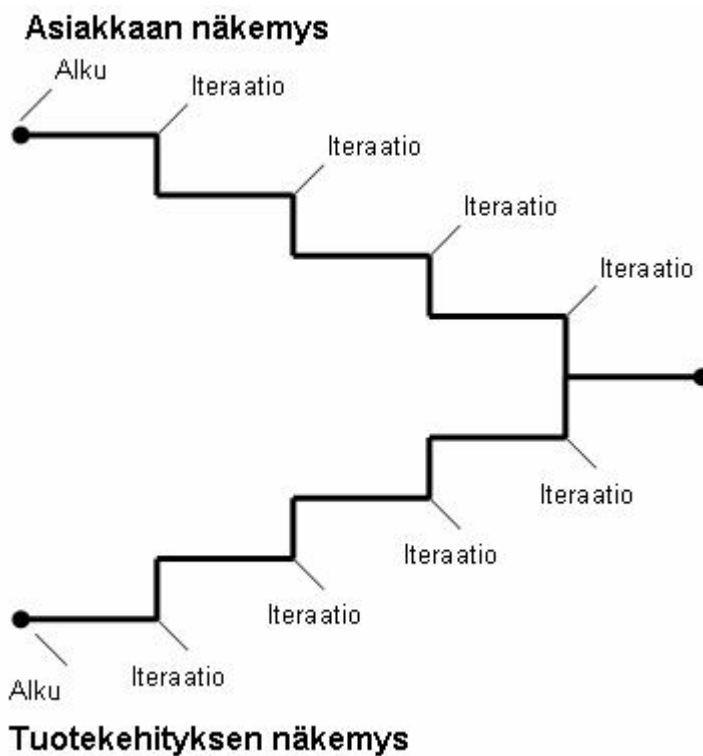 Asiakkaan näkemys
Alku
Iteraatio
Iteraatio
Iteraatio
Iteraatio
Iteraatio
Iteraatio
Iteraatio
Iteraatio
Alku
Tuotekehityksen näkemys